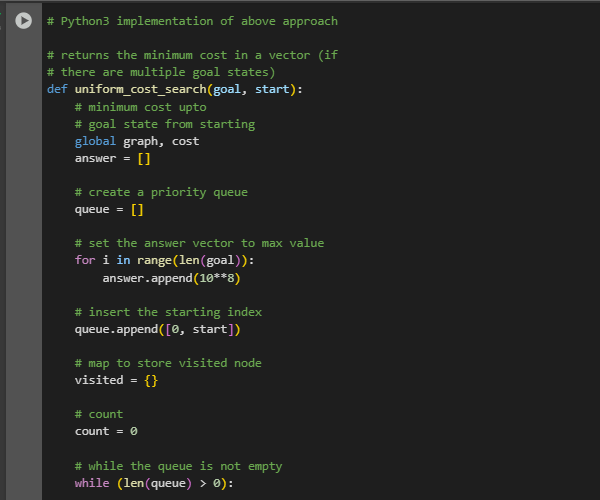 # Python3 implementation of above approach
# returns the minimum cost in a vector (if
# there are multiple goal states)
def uniform_cost_search(goal, start):
# minimum cost upto
# goal state from starting
global graph, cost
answer = []
# create a priority queue
queue = []
# set the answer vector to max value
for i in range(len(goal)):
answer.append(10**8)
# insert the starting index
queue.append([0, start])
# map to store visited node
visited = {}
# count
count = 0
# while the queue is not empty
while (len(queue) > 0):